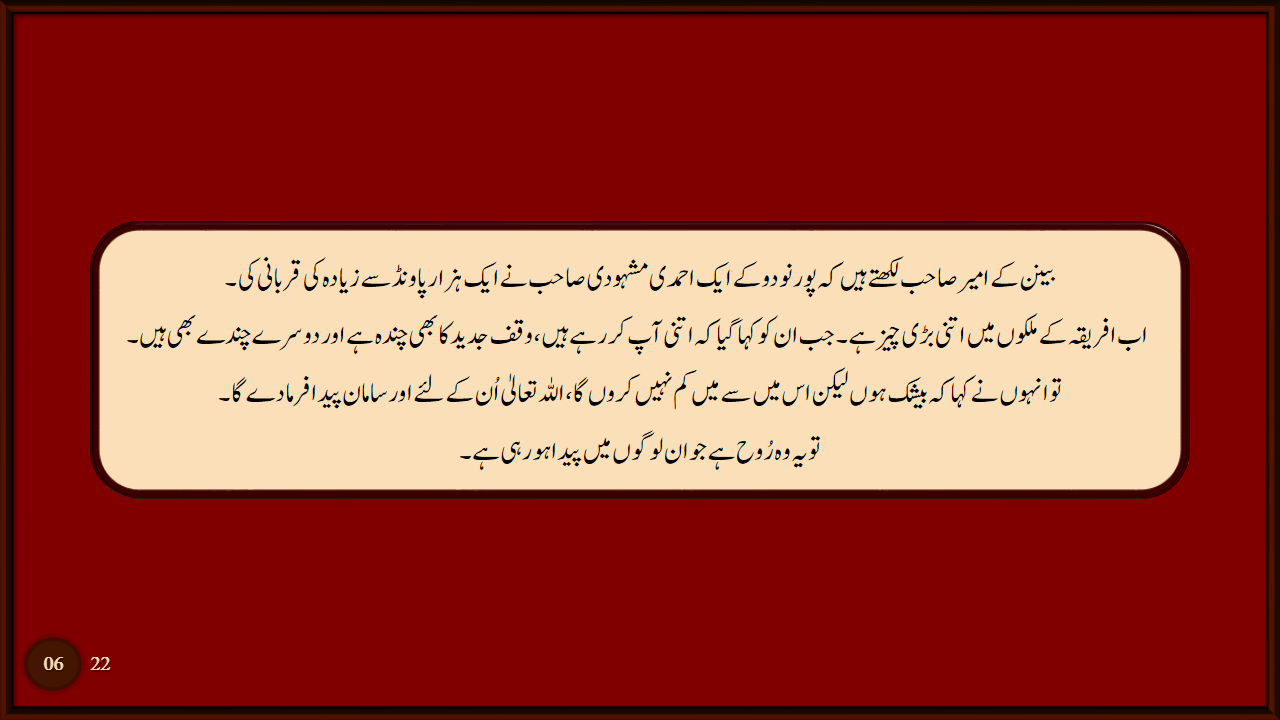 بینن کے امیر صاحب لکھتے ہیں کہ پورنوو دو کے ایک احمدی مشہودی صاحب نے ایک ہزار پاونڈ سے زیادہ کی قربانی کی۔
اب افریقہ کے ملکوں میں اتنی بڑی چیز ہے۔ جب ان کو کہا گیا کہ اتنی آپ کر رہے ہیں، وقف جدید کا بھی چندہ ہے اور دوسرے چندے بھی ہیں۔
تو انہوں نے کہا کہ بیشک ہوں لیکن اس میں سے میں کم نہیں کروں گا، اللہ تعالیٰ اُن کے لئے اور سامان پیدا فرما دے گا۔
تو یہ وہ رُوح ہے جو ان لوگوں میں پیدا ہو رہی ہے۔
06 22